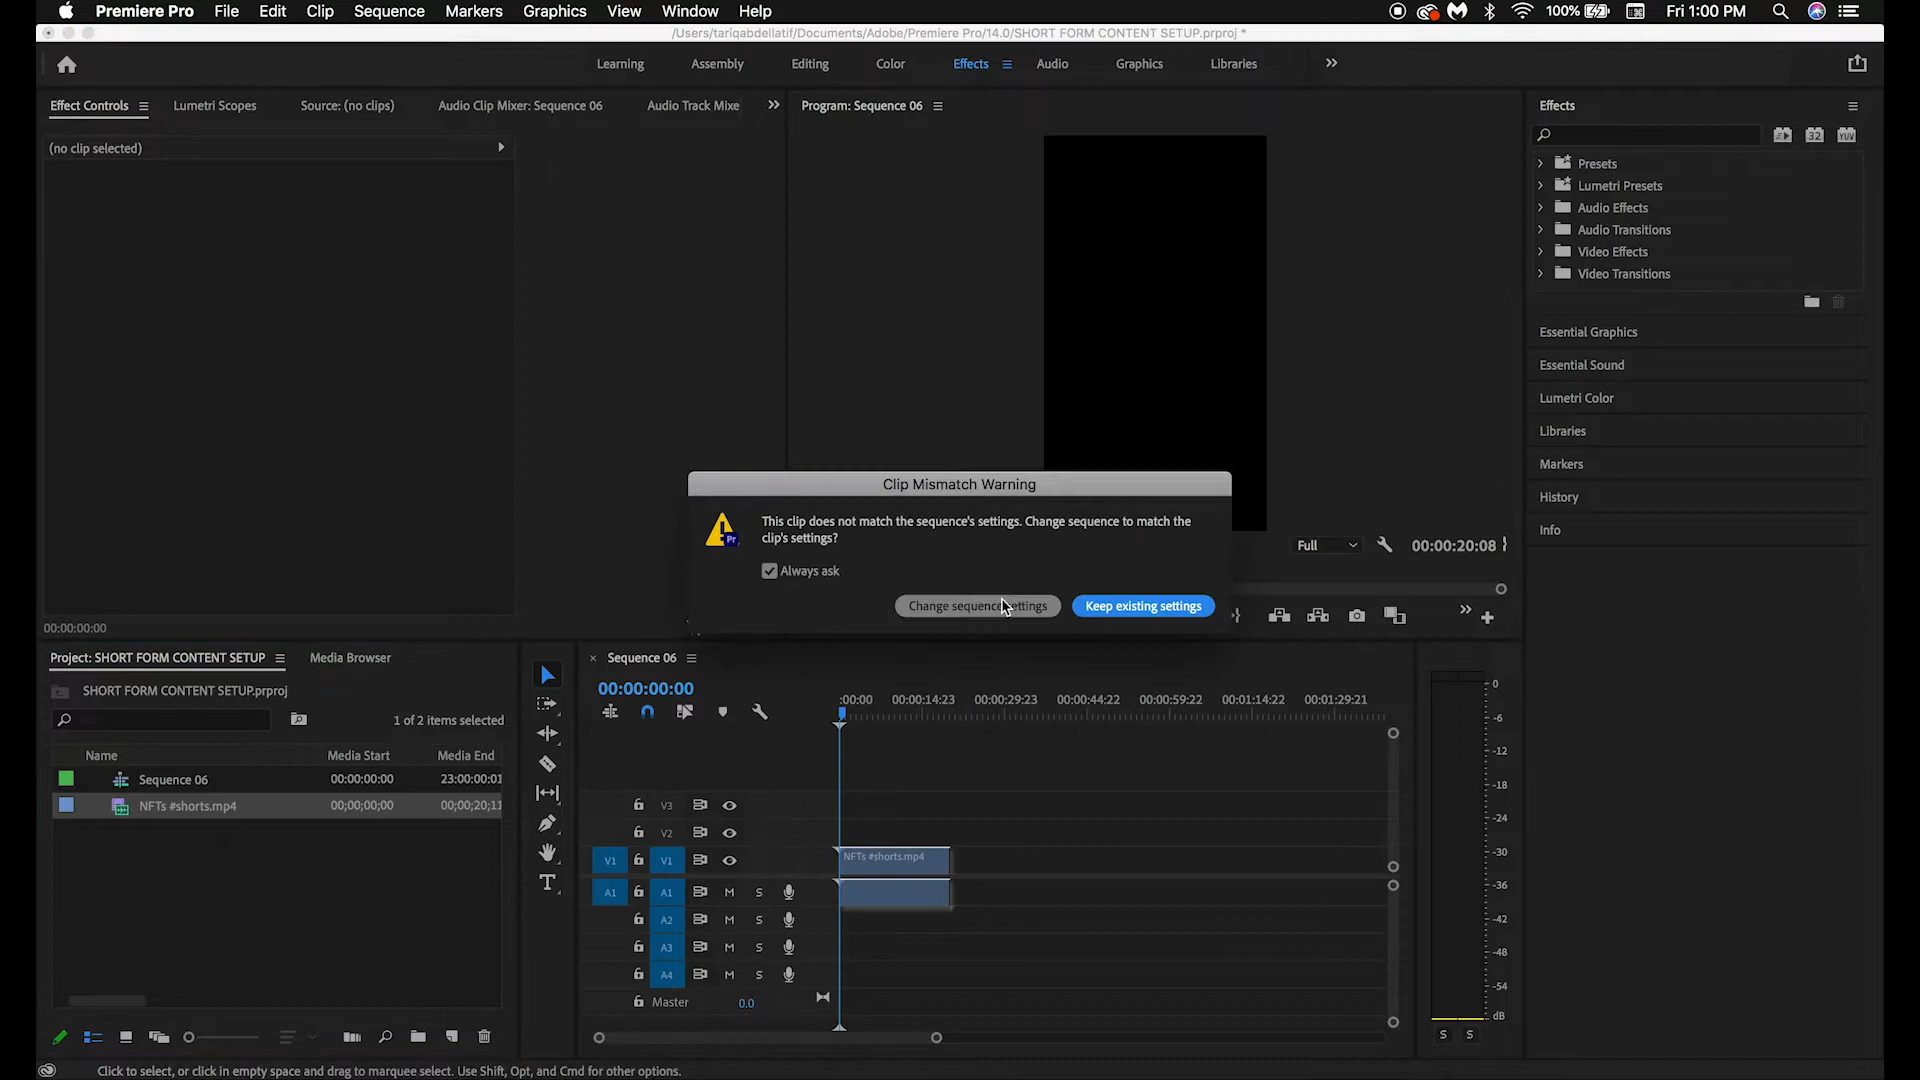 Premiere Pro File Edit Clip Sequence Markers Graphics View Window Help 100% Fri 1:00 PM
/Users/tariqabdellatif/Documents/Adobe/Premiere Pro/14.0/SHORT FORM CONTENT SETUP.prproj *
Learning Assembly Editing Color Effects Audio Graphics Libraries
Effect Controls Lumetri Scopes Source: (no clips) Audio Clip Mixer: Sequence 06 Audio Track Mixe
Program: Sequence 06
Effects
(no clip selected)
32 YUV
Presets
Lumetri Presets
Audio Effects
Audio Transitions
Video Effects
Video Transitions
Essential Graphics
Essential Sound
Lumetri Color
Libraries
Markers
History
Info
Clip Mismatch Warning
This clip does not match the sequence's settings. Change sequence to match the
clip's settings?
Pr
Always ask
Change sequence settings Keep existing settings
Full 00:00:20:08
00:00:00:00
Project: SHORT FORM CONTENT SETUP Media Browser
SHORT FORM CONTENT SETUP.prproj
1 of 2 items selected
Name Media Start Media End
Sequence 06 00:00:00:00 23:00:00:01
NFTs #shorts.mp4 00;00;00;00 00;00;20;11
Sequence 06
00:00:00:00
:00:00 00:00:14:23 00:00:29:23 00:00:44:22 00:00:59:22 00:01:14:22 00:01:29:21
V3
V2
V1 V1 NFTs #shorts.mp4
A1 A1 M S
A2 M S
A3 M S
A4 M S
Master 0.0
0
-6
-12
-18
-24
-30
-36
-42
-48
-54
dB
S S
Click to select, or click in empty space and drag to marquee select. Use Shift, Opt, and Cmd for other options.